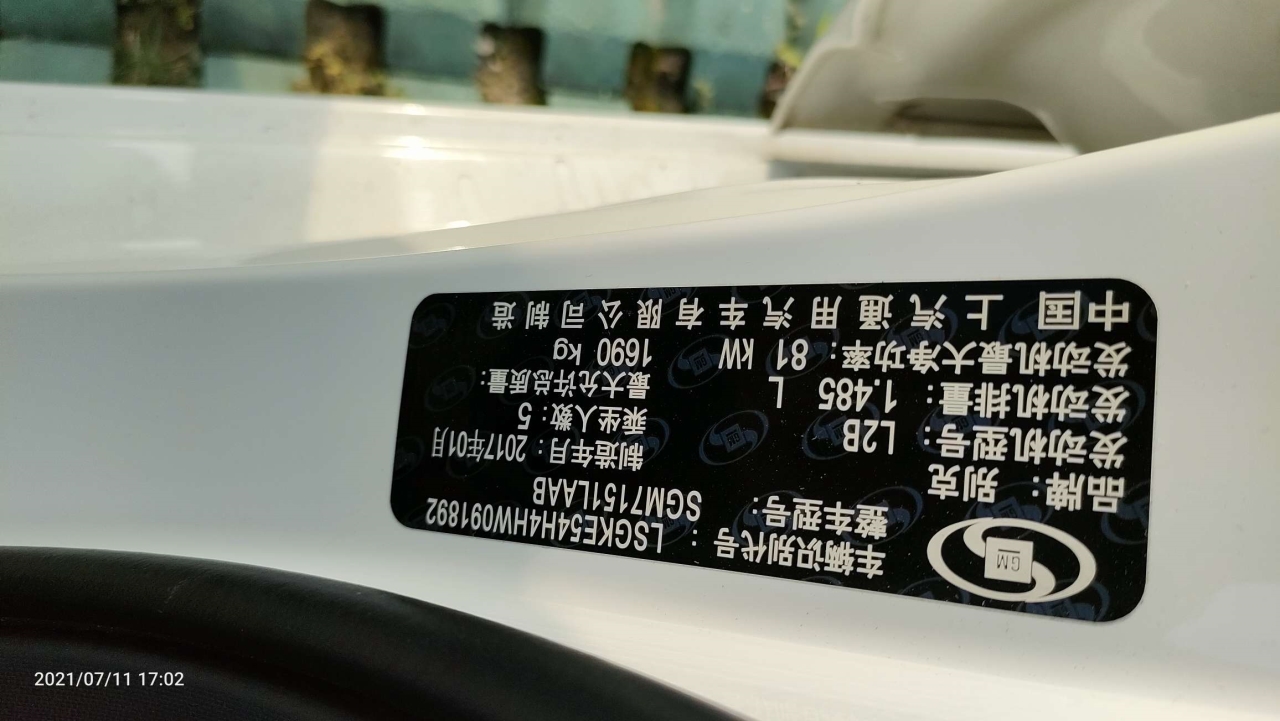 车辆识别代号：LSGKE54H4HW091892
整车型号：SGM7151LAAB
品牌：别克
制造年月：2017年01月
发动机型号：L2B
乘坐人数：5
发动机排量：1.485 L
最大允许总质量：
发动机最大净功率：81 kW
1690 kg
中国 上汽通用汽车有限公司制造
GM
2021/07/11 17:02